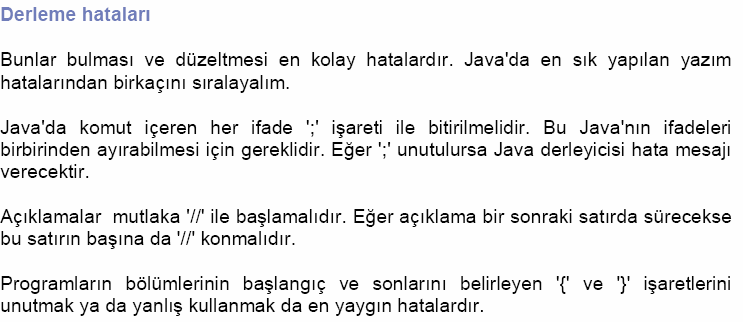 Derleme hataları
Bunlar bulması ve düzeltmesi en kolay hatalardır. Java'da en sık yapılan yazım
hatalarından birkaçını sıralayalım.
Java'da komut içeren her ifade ';' işareti ile bitirilmelidir. Bu Java'nın ifadeleri
birbirinden ayırabilmesi için gereklidir. Eğer ';' unutulursa Java derleyicisi hata mesajı
verecektir.
Açıklamalar  mutlaka '//' ile başlamalıdır. Eğer açıklama bir sonraki satırda sürecekse
bu satırın başına da '//' konmalıdır.
Programların bölümlerinin başlangıç ve sonlarını belirleyen '{' ve '}' işaretlerini
unutmak ya da yanlış kullanmak da en yaygın hatalardır.